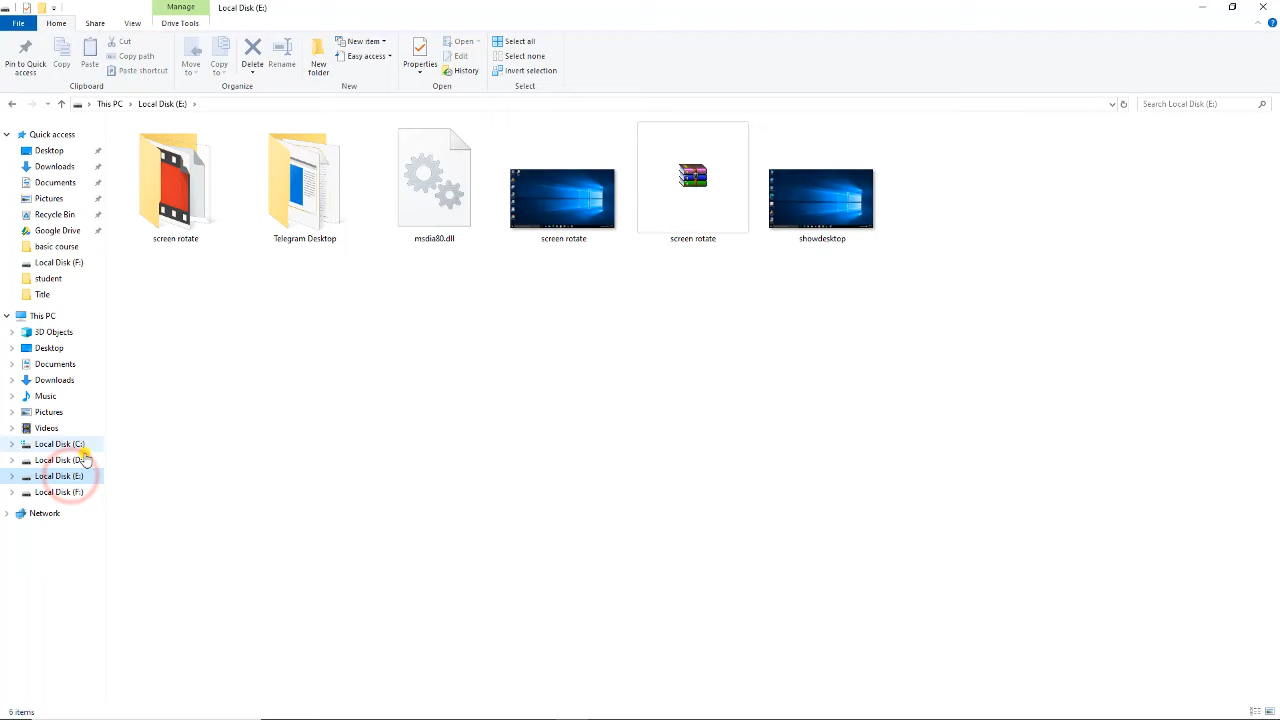 Manage
Local Disk (E:)
File
Home
Share
View
Drive Tools
Pin to Quick access
Copy
Paste
Cut
Copy path
Paste shortcut
Clipboard
Move to
Copy to
Delete
Rename
Organize
New folder
New item
Easy access
New
Properties
Open
Edit
History
Open
Select all
Select none
Invert selection
Select
This PC
Local Disk (E:)
Search Local Disk (E:)
Quick access
Desktop
Downloads
Documents
Pictures
Recycle Bin
Google Drive
basic course
Local Disk (F:)
student
Title
This PC
3D Objects
Desktop
Documents
Downloads
Music
Pictures
Videos
Local Disk (C:)
Local Disk (D:)
Local Disk (E:)
Local Disk (F:)
Network
screen rotate
Telegram Desktop
msdia80.dll
screen rotate
screen rotate
showdesktop
6 items